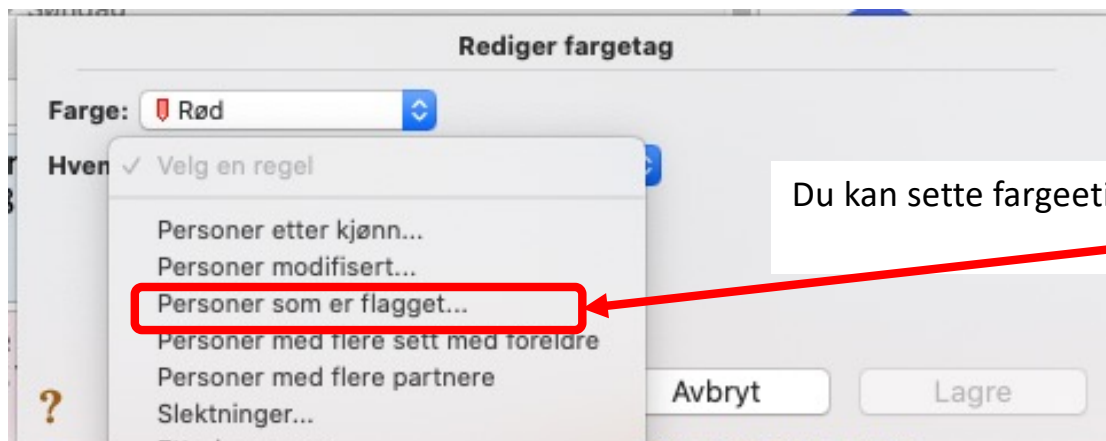 Søndag
Rediger fargetag
Farge: Rød
Hven ✓ Velg en regel
Du kan sette fargeeti
Personer etter kjønn...
Personer modifisert...
Personer som er flagget...
Personer med flere sett med foreldre
Personer med flere partnere
? Avbryt Lagre
Slektninger...